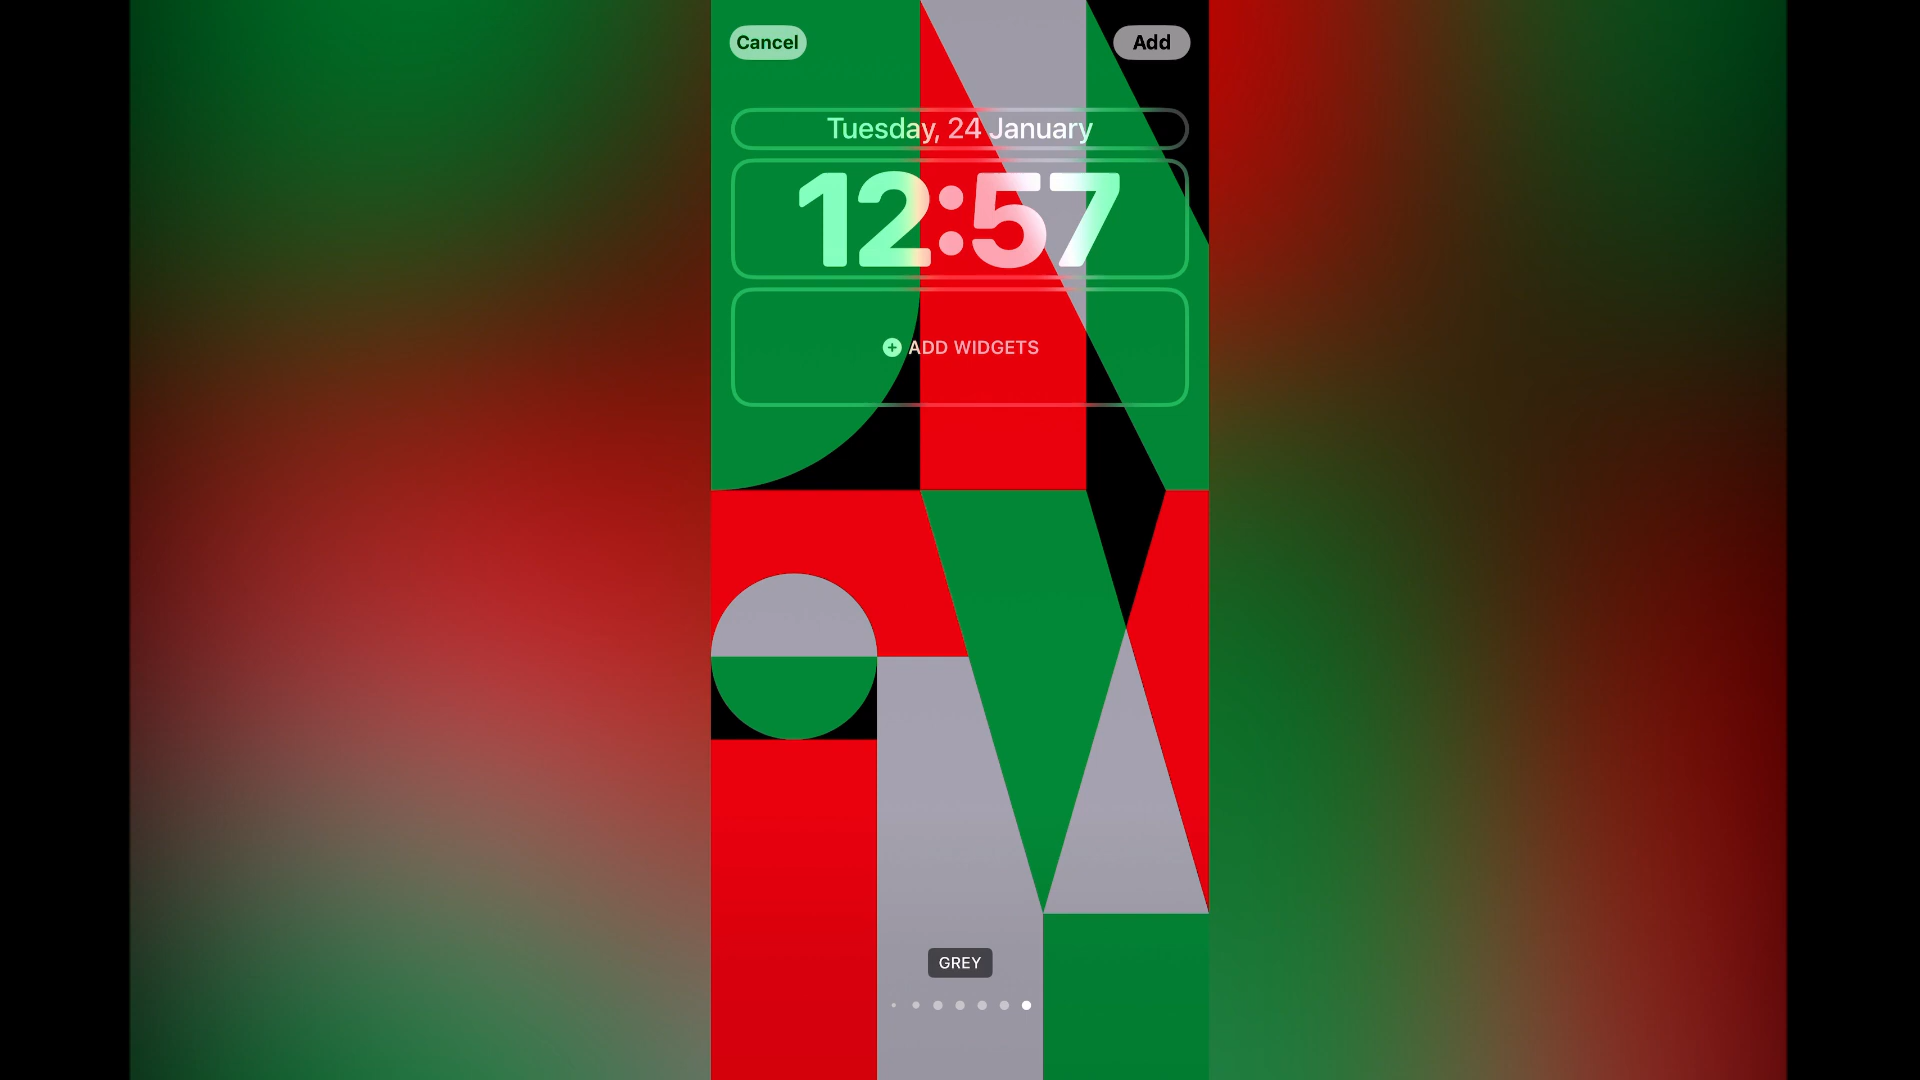 Cancel
Add
Tuesday, 24 January
12:57
ADD WIDGETS
GREY